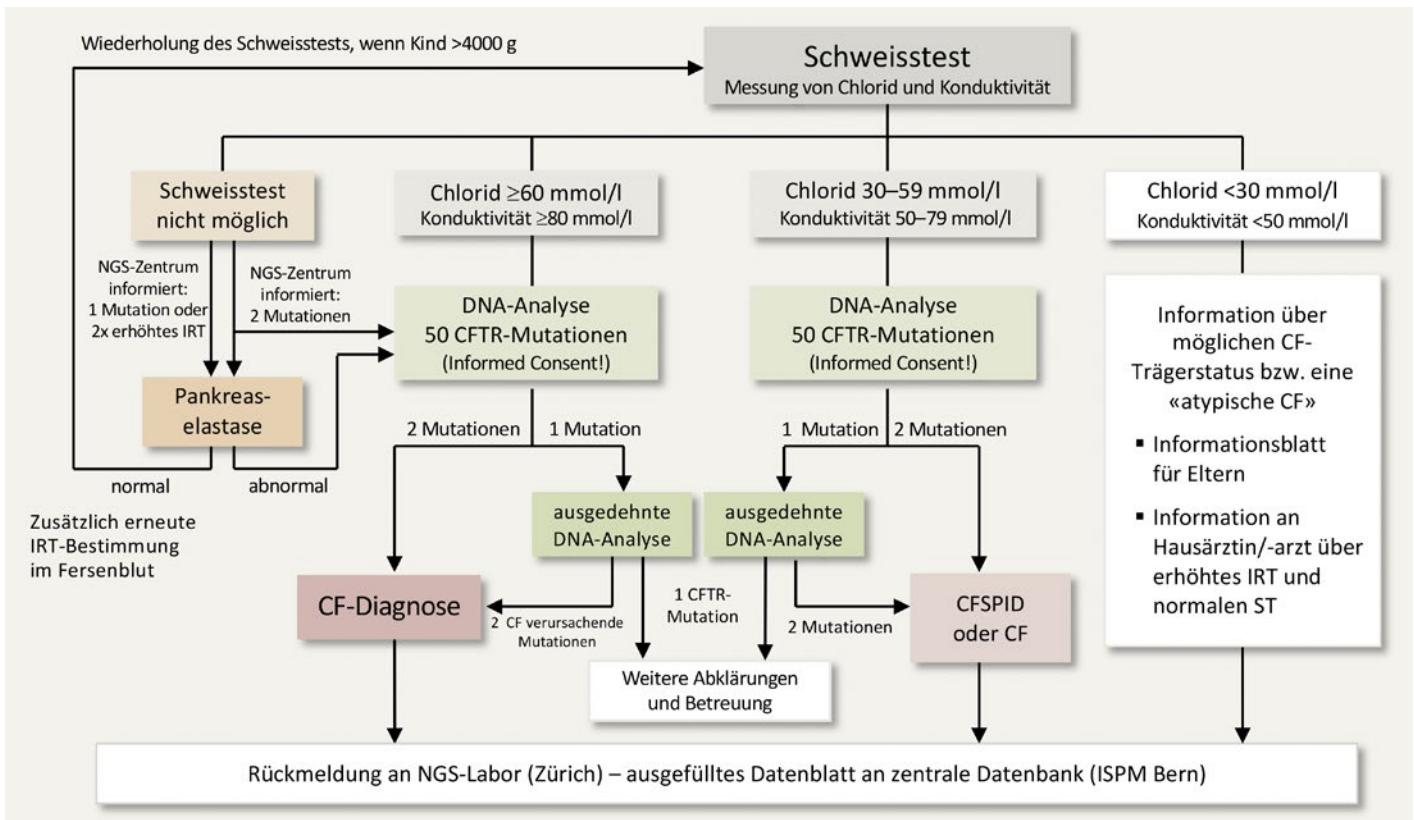 Wiederholung des Schweisstests, wenn Kind >4000 g
Schweisstest
Messung von Chlorid und Konduktivität
Schweisstest
nicht möglich
Chlorid ≥60 mmol/l
Konduktivität ≥80 mmol/l
Chlorid 30–59 mmol/l
Konduktivität 50–79 mmol/l
Chlorid <30 mmol/l
Konduktivität <50 mmol/l
NGS-Zentrum
informiert:
1 Mutation oder
2x erhöhtes IRT
NGS-Zentrum
informiert:
2 Mutationen
DNA-Analyse
50 CFTR-Mutationen
(Informed Consent!)
DNA-Analyse
50 CFTR-Mutationen
(Informed Consent!)
Information über
möglichen CF-
Trägerstatus bzw. eine
«atypische CF»
▪ Informationsblatt
für Eltern
▪ Information an
Hausärztin/-arzt über
erhöhtes IRT und
normalen ST
Pankreas-
elastase
normal
abnormal
2 Mutationen
1 Mutation
1 Mutation
2 Mutationen
Zusätzlich erneute
IRT-Bestimmung
im Fersenblut
ausgedehnte
DNA-Analyse
ausgedehnte
DNA-Analyse
CF-Diagnose
2 CF verursachende
Mutationen
1 CFTR-
Mutation
2 Mutationen
CFSPID
oder CF
Weitere Abklärungen
und Betreuung
Rückmeldung an NGS-Labor (Zürich) – ausgefülltes Datenblatt an zentrale Datenbank (ISPM Bern)